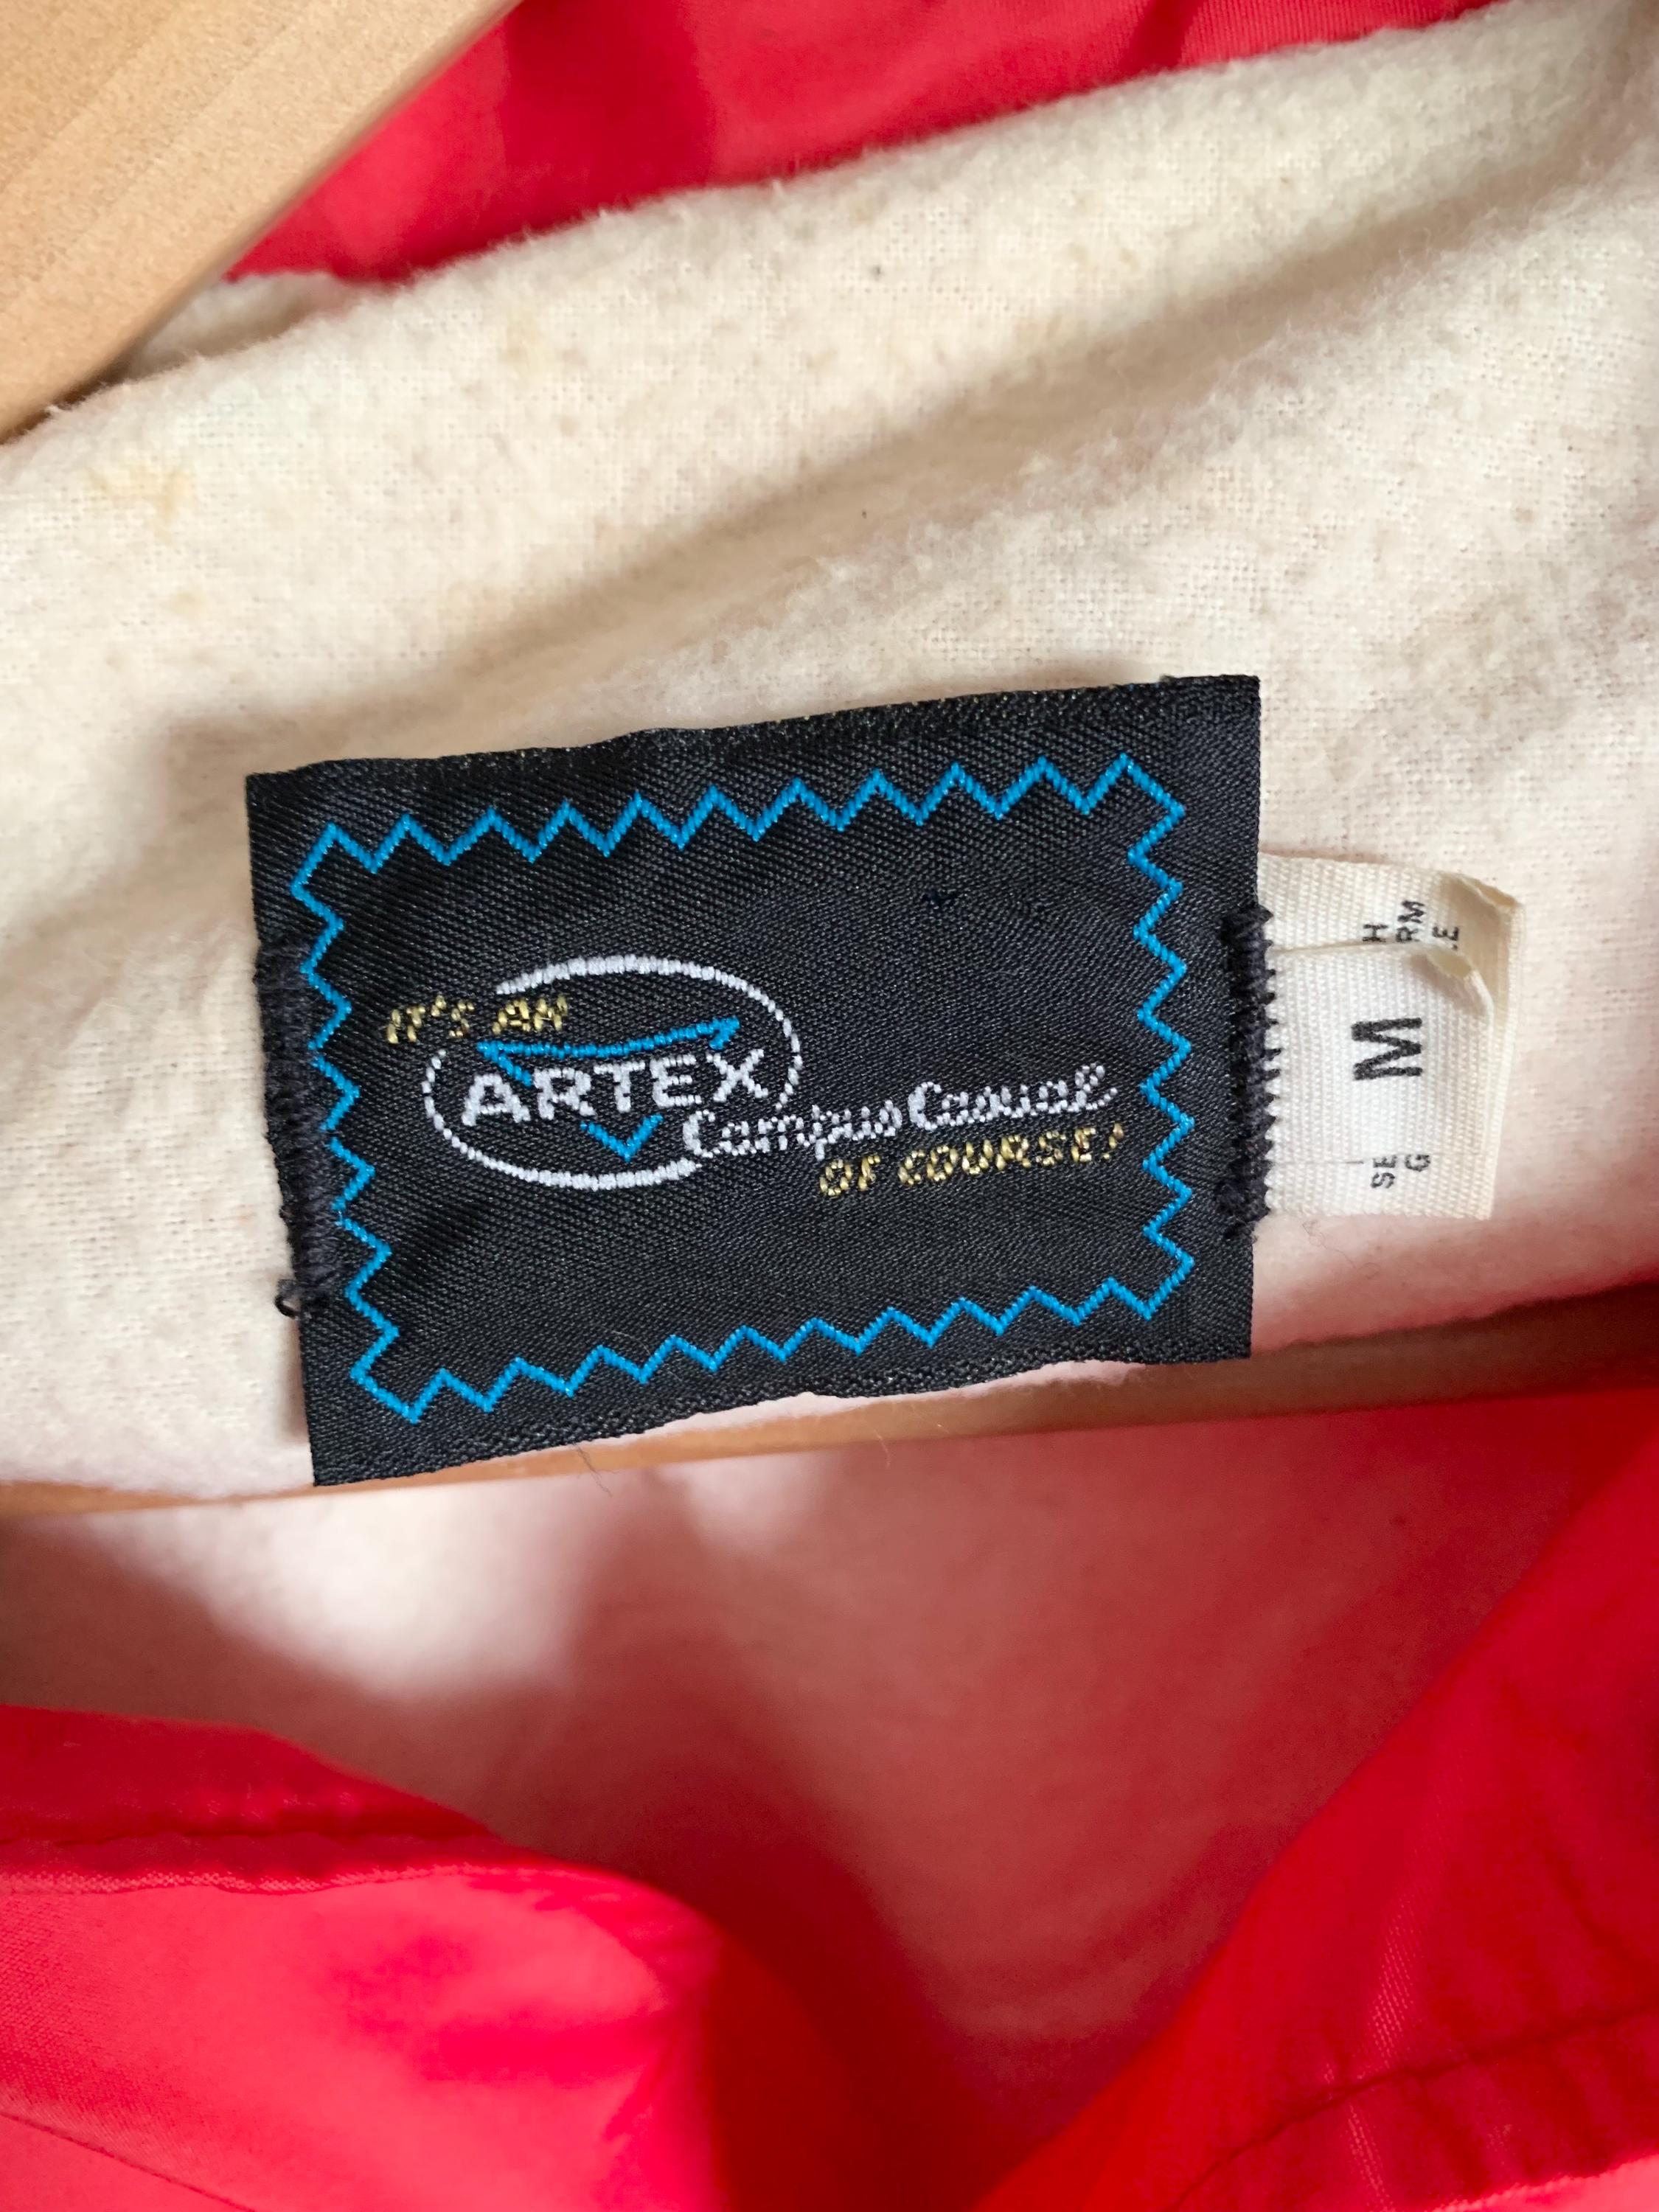 IT'S AN
ARTEX
Campus Casual
OF COURSE!
M